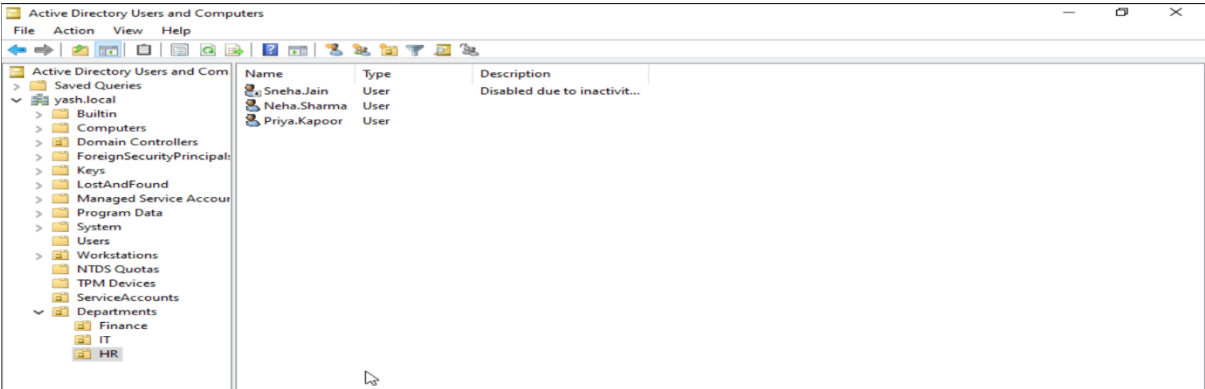 Active Directory Users and Computers
File Action View Help
Active Directory Users and Com
Saved Queries
yash.local
Builtin
Computers
Domain Controllers
ForeignSecurityPrincipals
Keys
LostAndFound
Managed Service Accour
Program Data
System
Users
Workstations
NTDS Quotas
TPM Devices
ServiceAccounts
Departments
Finance
IT
HR
Name Type Description
Sneha.Jain User Disabled due to inactivit...
Neha.Sharma User
Priya.Kapoor User